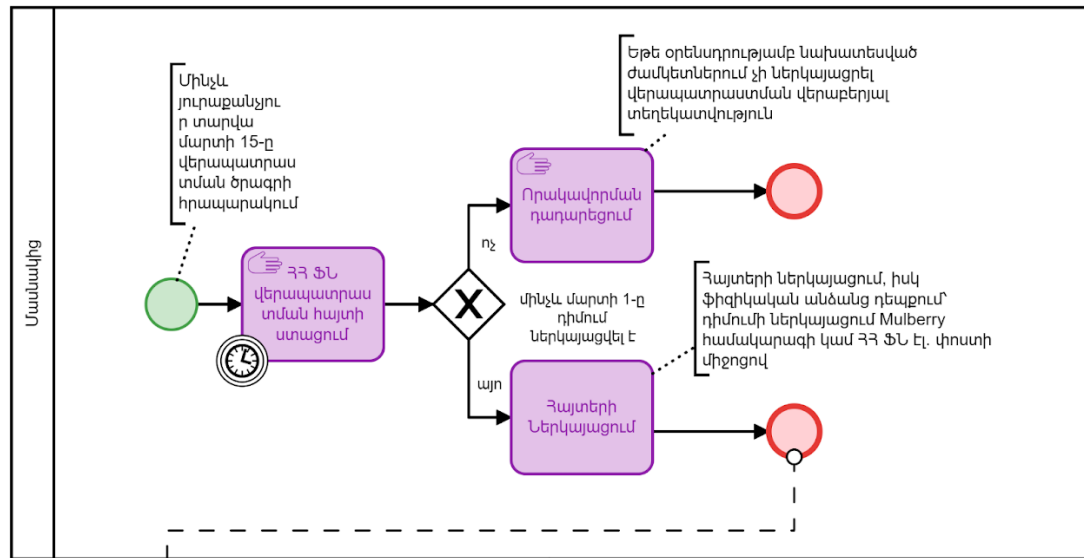 Մասնակից
Մինչև
յուրաքանչյու
ր տարվա
մարտի 15-ը
վերապատրաս
տման ծրագրի
հրապարակում
ՀՀ ՖՆ
վերապատրաս
տման հայտի
ստացում
Եթե օրենսդրությամբ նախատեսված
ժամկետներում չի ներկայացրել
վերապատրաստման վերաբերյալ
տեղեկատվություն
Որակավորման
դադարեցում
ոչ
մինչև մարտի 1-ը
դիմում
ներկայացվել է
այո
Հայտերի ներկայացում, իսկ
ֆիզիկական անձանց դեպքում՝
դիմումի ներկայացում Mulberry
համակարագի կամ ՀՀ ՖՆ էլ. փոստի
միջոցով
Հայտերի
Ներկայացում